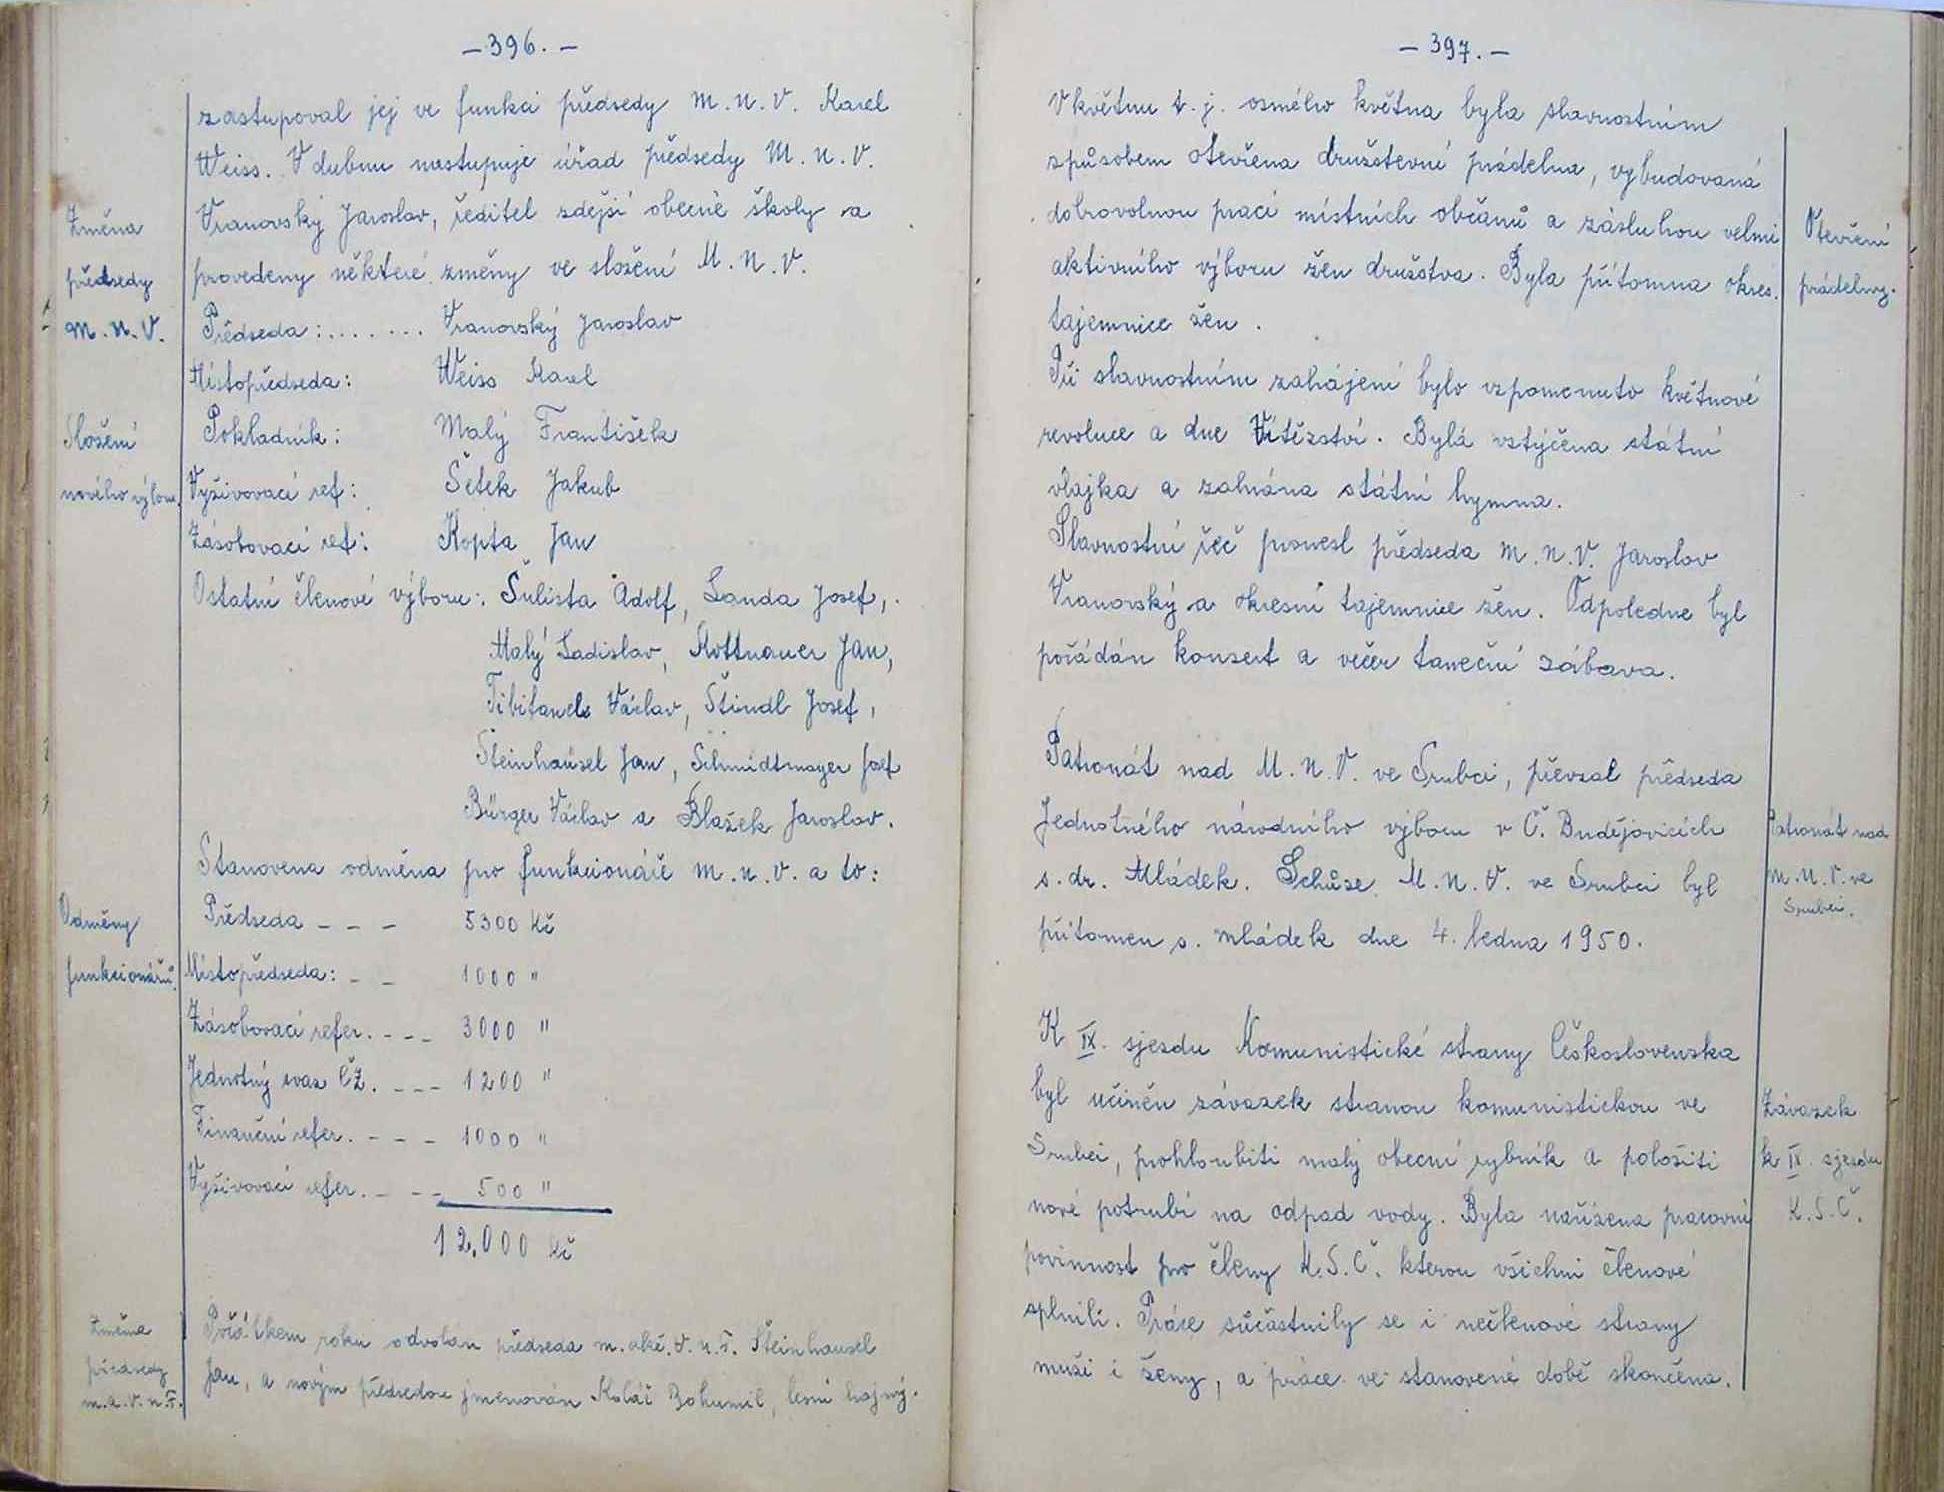 – 396. –
zastupoval jej ve funkci předsedy M.N.V. Karel
Weiss. V dubnu nastupuje úřad předsedy M.N.V.
Vranovský Jaroslav, ředitel zdejší obecné školy a
provedeny některé změny ve složení M.N.V.
Změna
předsedy
M.N.V.
Předseda:....... Vranovský Jaroslav
Místopředseda: Weiss Karel
Pokladník: Malý František
Složení
nového výboru.
Vyživovací ref: Šetek Jakub
Zásobovací ref: Kopta Jan
Ostatní členové výboru: Šulista Adolf, Landa Josef,
Malý Ladislav, Kottnauer Jan,
Tibitancl Václav, Štindl Josef,
Steinhäusel Jan, Schmidtmayer Josef
Bürger Václav a Blažek Jaroslav.
Stanovena odměna pro funkcionáře M.N.V. a to:
Odměny
funkcionářů.
Předseda – – – 5300 Kč
Místopředseda: – – 1000 "
Zásobovací refer. – – – 3000 "
Jednotný svaz ČZ. – – – 1200 "
Finanční refer. – – – 1000 "
Vyživovací refer. – – – 500 "
12.000 Kč
Změna
předsedy
m.a.V.N.F.
Počátkem roku odvolán předseda m.akč.V.N.F. Šteinhausel
Jan, a novým předsedou jmenován Kolář Bohumil, lesní hajný.
– 397. –
V květnu t.j. osmého května byla slavnostním
způsobem otevřena družstevní prádelna, vybudovaná
dobrovolnou prací místních občanů a zásluhou velmi
aktivního výboru žen družstva. Byla přítomna okres.
tajemnice žen.
Otevření
prádelny.
Při slavnostním zahájení bylo vzpomenuto květnové
revoluce a dne Vítězství. Bylá vztýčena státní
vlajka a zahrána státní hymna.
Slavnostní řeč pronesl předseda M.N.V. Jaroslav
Vranovský a okresní tajemnice žen. Odpoledne byl
pořádán konsert a večer taneční zábava.
Patronát nad M.N.V. ve Srubci, převzal předseda
Jednotného národního výboru v Č. Budějovicích
s. dr. Mládek. Schůze M.N.V. ve Srubci byl
přítomen s. Mládek dne 4. ledna 1950.
Patronát nad
M.N.V. ve
Srubci.
K IX. sjezdu Komunistické strany Československa
byl učiněn závazek stranou komunistickou ve
Srubci, prohloubiti malý obecní rybník a položiti
nové potrubí na odpad vody. Byla nařízena pracovní
povinnost pro členy K.S.Č. kterou všichni členové
splnili. Práce súčástnily se i nečlenové strany
muži i ženy, a práce ve stanovené době skončena.
Závazek
k IX. sjezdu
K.S.Č.